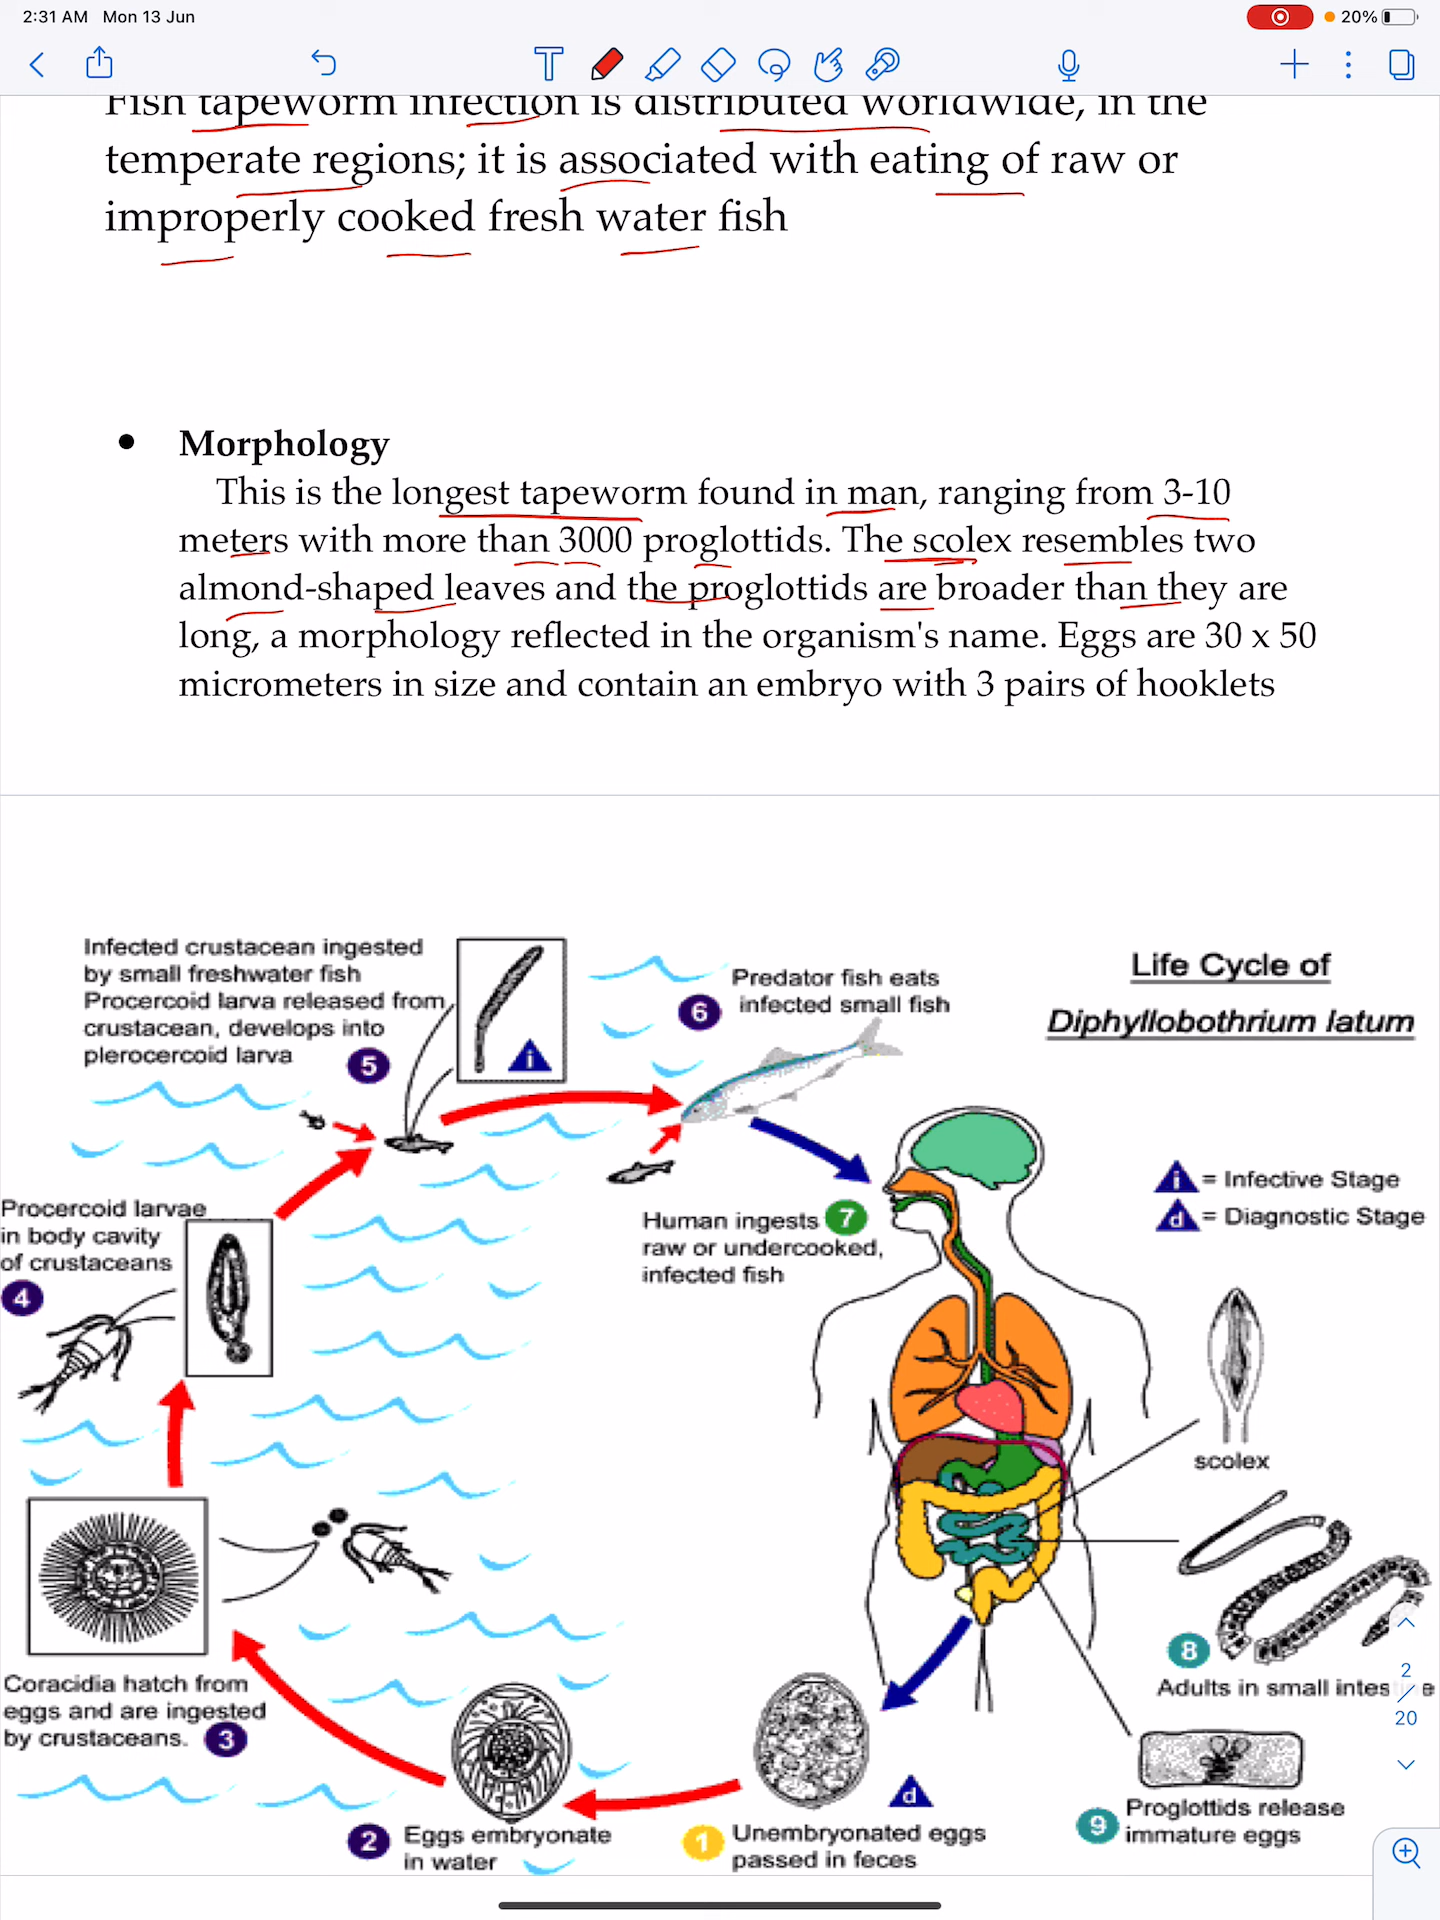 2:31 AM Mon 13 Jun
20%
T
Fish tapeworm infection is distributed worldwide, in the
temperate regions; it is associated with eating of raw or
improperly cooked fresh water fish
• Morphology
This is the longest tapeworm found in man, ranging from 3-10
meters with more than 3000 proglottids. The scolex resembles two
almond-shaped leaves and the proglottids are broader than they are
long, a morphology reflected in the organism's name. Eggs are 30 x 50
micrometers in size and contain an embryo with 3 pairs of hooklets
Infected crustacean ingested
by small freshwater fish
Procercoid larva released from
crustacean, develops into
plerocercoid larva
5
i
6
Predator fish eats
infected small fish
Life Cycle of
Diphyllobothrium latum
i = Infective Stage
d = Diagnostic Stage
Procercoid larvae
in body cavity
of crustaceans
4
Human ingests 7
raw or undercooked,
infected fish
scolex
8
Adults in small intes e
2
20
Coracidia hatch from
eggs and are ingested
by crustaceans. 3
d
2 Eggs embryonate
in water
1 Unembryonated eggs
passed in feces
9 Proglottids release
immature eggs